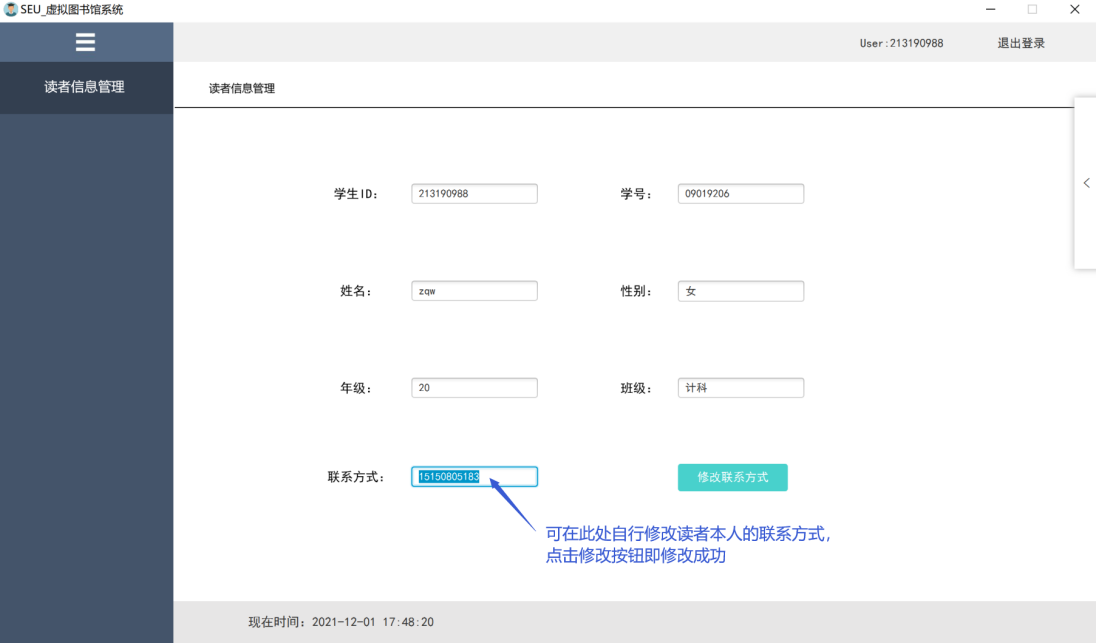 SEU_虚拟图书馆系统
User:213190988 退出登录
读者信息管理
读者信息管理
学生ID: 213190988 学号: 09019206
姓名: zqw 性别: 女
年级: 20 班级: 计科
联系方式: 15150805183 修改联系方式
可在此处自行修改读者本人的联系方式,
点击修改按钮即修改成功
现在时间: 2021-12-01 17:48:20